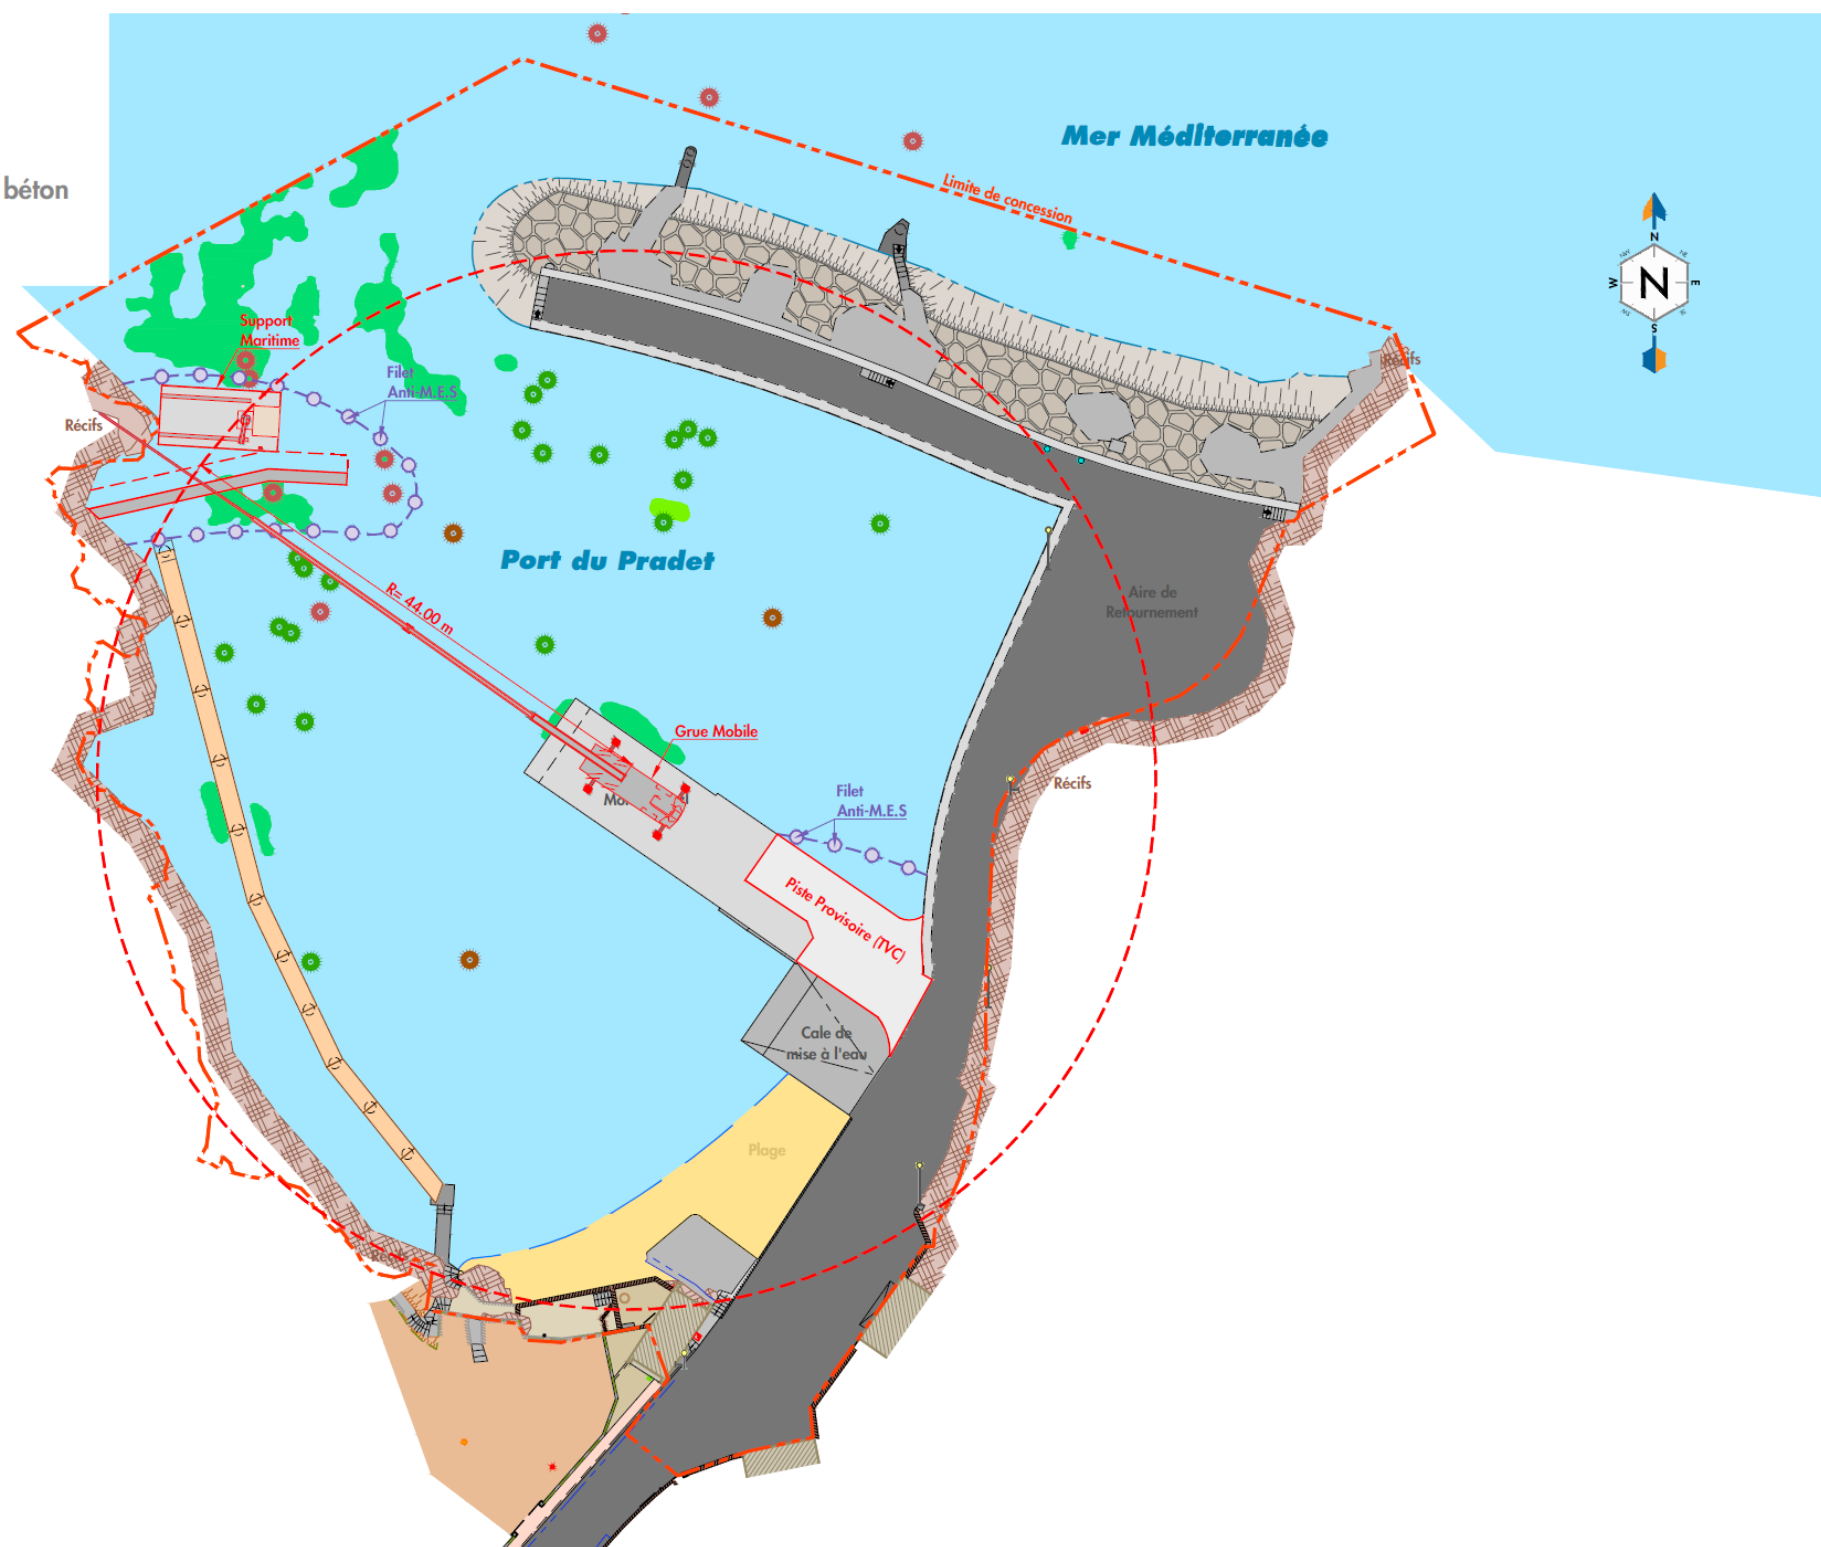 Mer Méditerranée
béton
Limite de concession
N
N
W
E
S
Support
Maritime
Récifs
Filet
Anti-M.E.S
Récifs
Port du Pradet
R= 44.00 m
Aire de
Retournement
Grue Mobile
Récifs
Filet
Anti-M.E.S
Piste Provisoire (TVC)
Cale de
mise à l'eau
Plage
Récifs